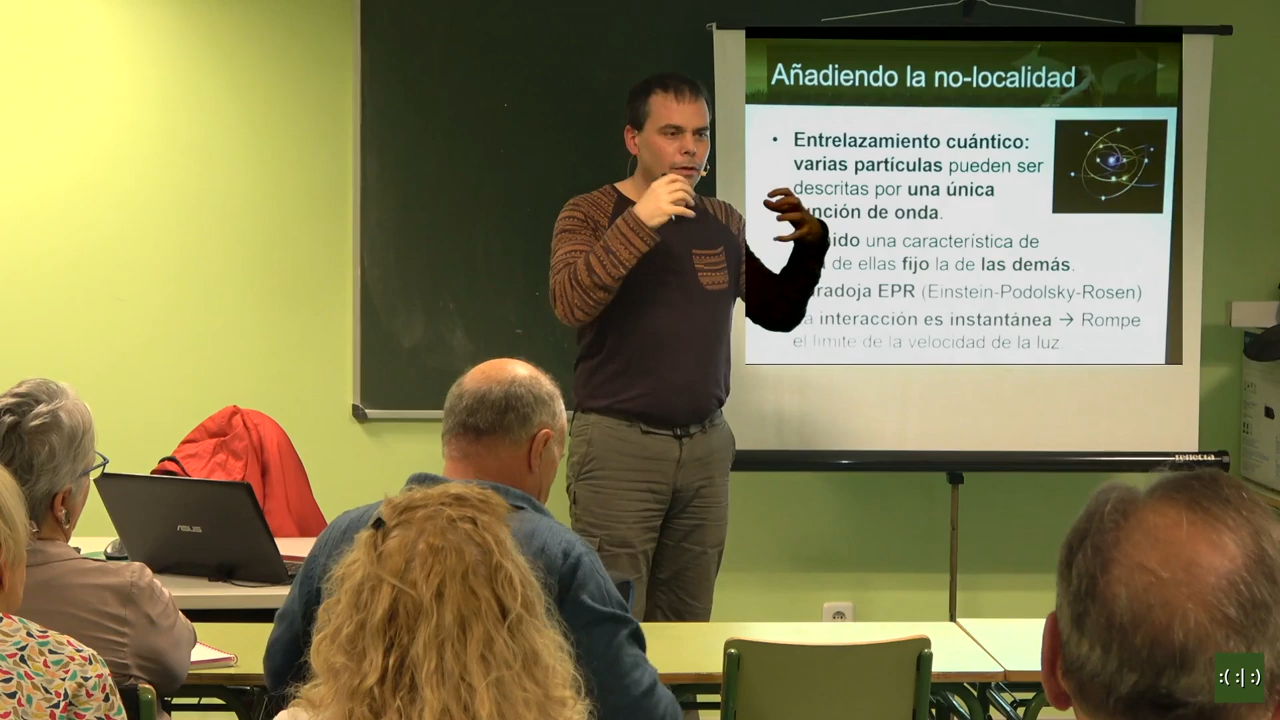 Añadiendo la no-localidad
• Entrelazamiento cuántico:
varias partículas pueden ser
descritas por una única
unción de onda.
ido una característica de
de ellas fijo la de las demás.
radoja EPR (Einstein-Podolsky-Rosen)
a interacción es instantánea → Rompe
el límite de la velocidad de la luz
reflecta
ASUS
:( :| :)